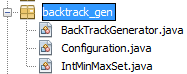 backtrack_gen
BackTrackGenerator.java
Configuration.java
IntMinMaxSet.java